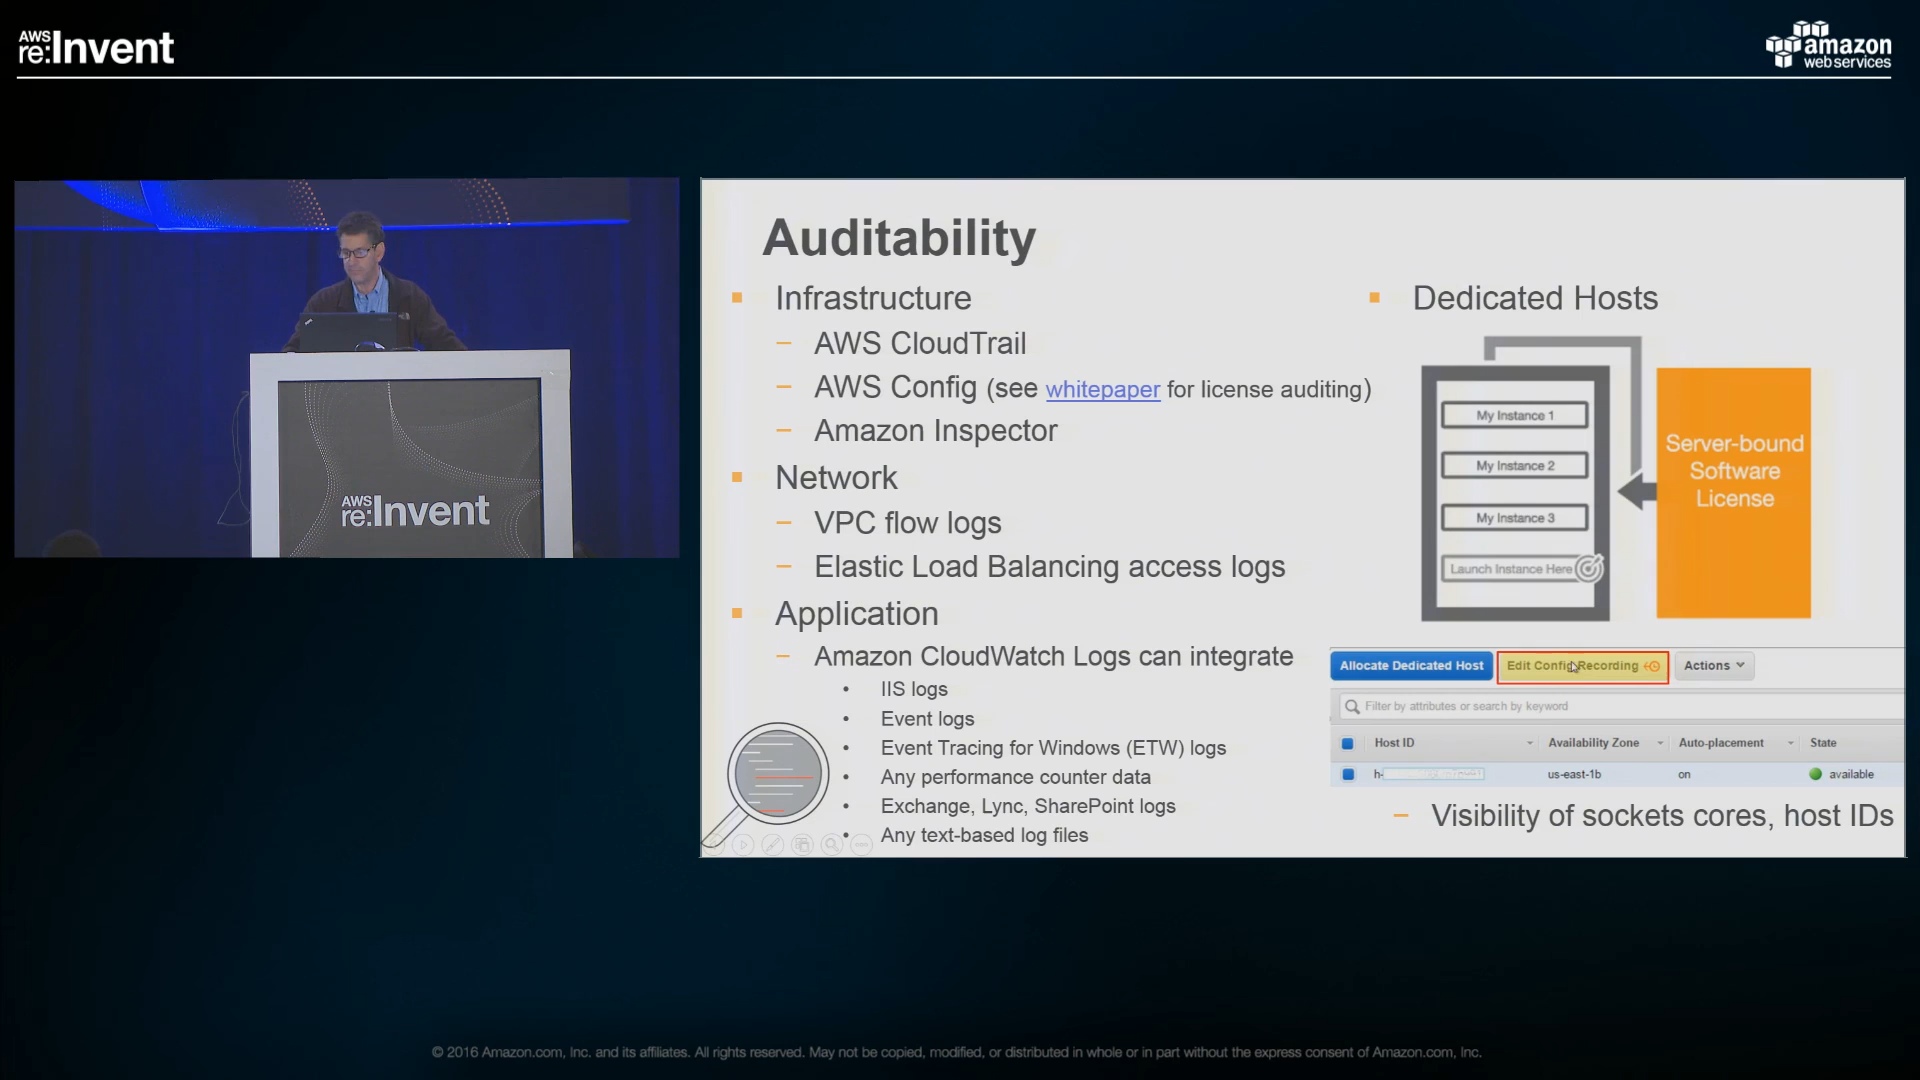 AWS
re:Invent
amazon
web services
AWS
re:Invent
Auditability
Infrastructure
– AWS CloudTrail
– AWS Config (see whitepaper for license auditing)
– Amazon Inspector
Network
– VPC flow logs
– Elastic Load Balancing access logs
Application
– Amazon CloudWatch Logs can integrate
• IIS logs
• Event logs
• Event Tracing for Windows (ETW) logs
• Any performance counter data
• Exchange, Lync, SharePoint logs
• Any text-based log files
Dedicated Hosts
My Instance 1
My Instance 2
My Instance 3
Launch Instance Here
Server-bound
Software
License
Allocate Dedicated Host Edit Config Recording Actions
Filter by attributes or search by keyword
Host ID Availability Zone Auto-placement State
h- us-east-1b on available
– Visibility of sockets cores, host IDs
© 2016 Amazon.com, Inc. and its affiliates. All rights reserved. May not be copied, modified, or distributed in whole or in part without the express consent of Amazon.com, Inc.